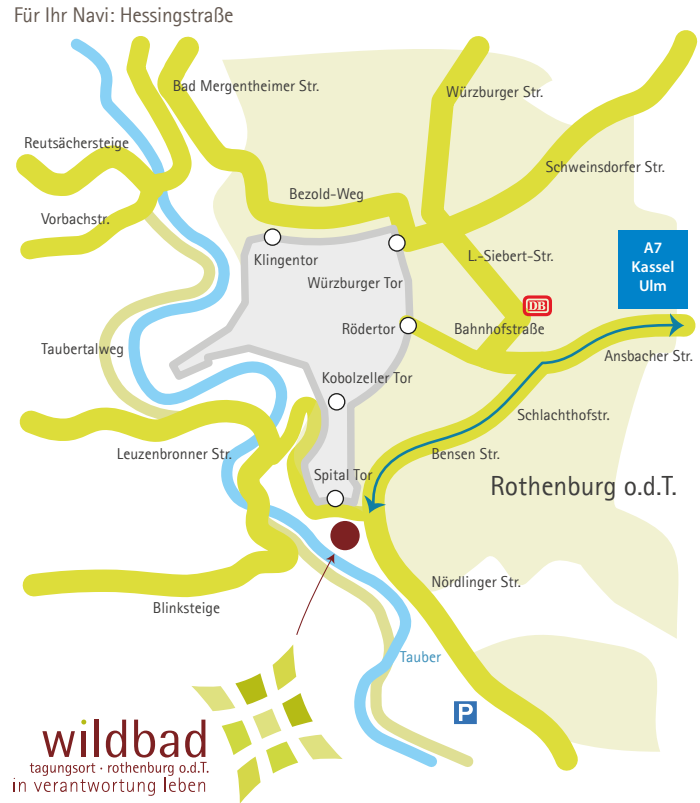 Für Ihr Navi: Hessingstraße
Bad Mergentheimer Str.
Würzburger Str.
Reutsächersteige
Schweinsdorfer Str.
Bezold-Weg
Vorbachstr.
Klingentor
L.-Siebert-Str.
A7
Kassel
Ulm
Würzburger Tor
DB
Rödertor
Bahnhofstraße
Taubertalweg
Ansbacher Str.
Kobolzeller Tor
Schlachthofstr.
Leuzenbronner Str.
Bensen Str.
Spital Tor
Rothenburg o.d.T.
Nördlinger Str.
Blinksteige
Tauber
P
wildbad
tagungsort · rothenburg o.d.T.
in verantwortung leben